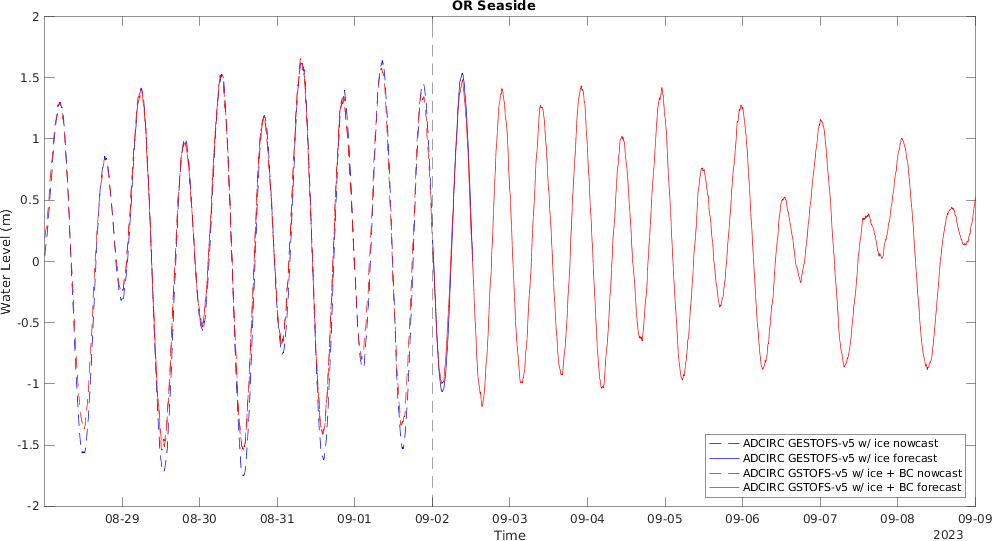 OR Seaside
2
1.5
1
0.5
0
-0.5
-1
-1.5
-2
Water Level (m)
ADCIRC GESTOFS-v5 w/ ice nowcast
ADCIRC GESTOFS-v5 w/ ice forecast
ADCIRC GSTOFS-v5 w/ ice + BC nowcast
ADCIRC GSTOFS-v5 w/ ice + BC forecast
08-29 08-30 08-31 09-01 09-02 09-03 09-04 09-05 09-06 09-07 09-08 09-09
Time
2023